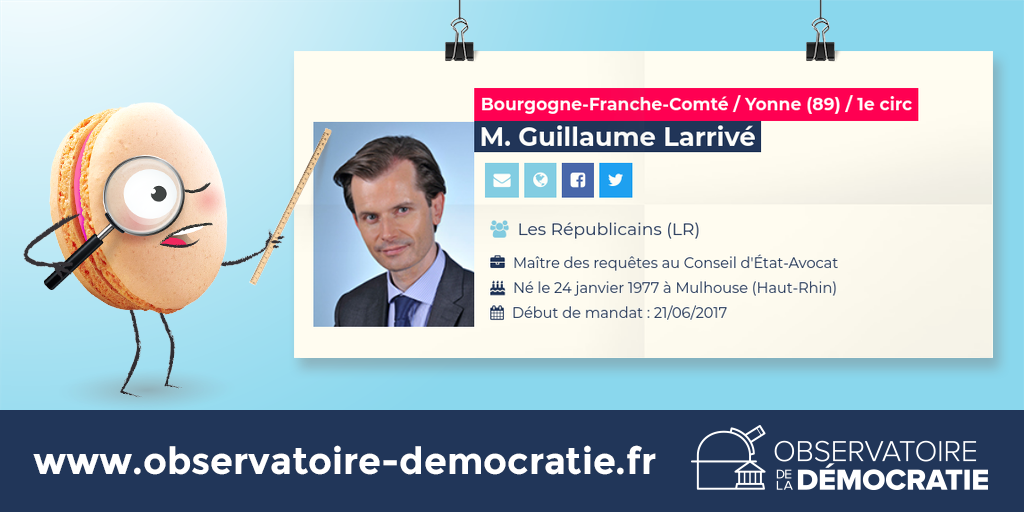 Bourgogne-Franche-Comté / Yonne (89) / 1e circ
M. Guillaume Larrivé
Les Républicains (LR)
Maître des requêtes au Conseil d'État-Avocat
Né le 24 janvier 1977 à Mulhouse (Haut-Rhin)
Début de mandat : 21/06/2017
www.observatoire-democratie.fr
OBSERVATOIRE
DE LA DÉMOCRATIE